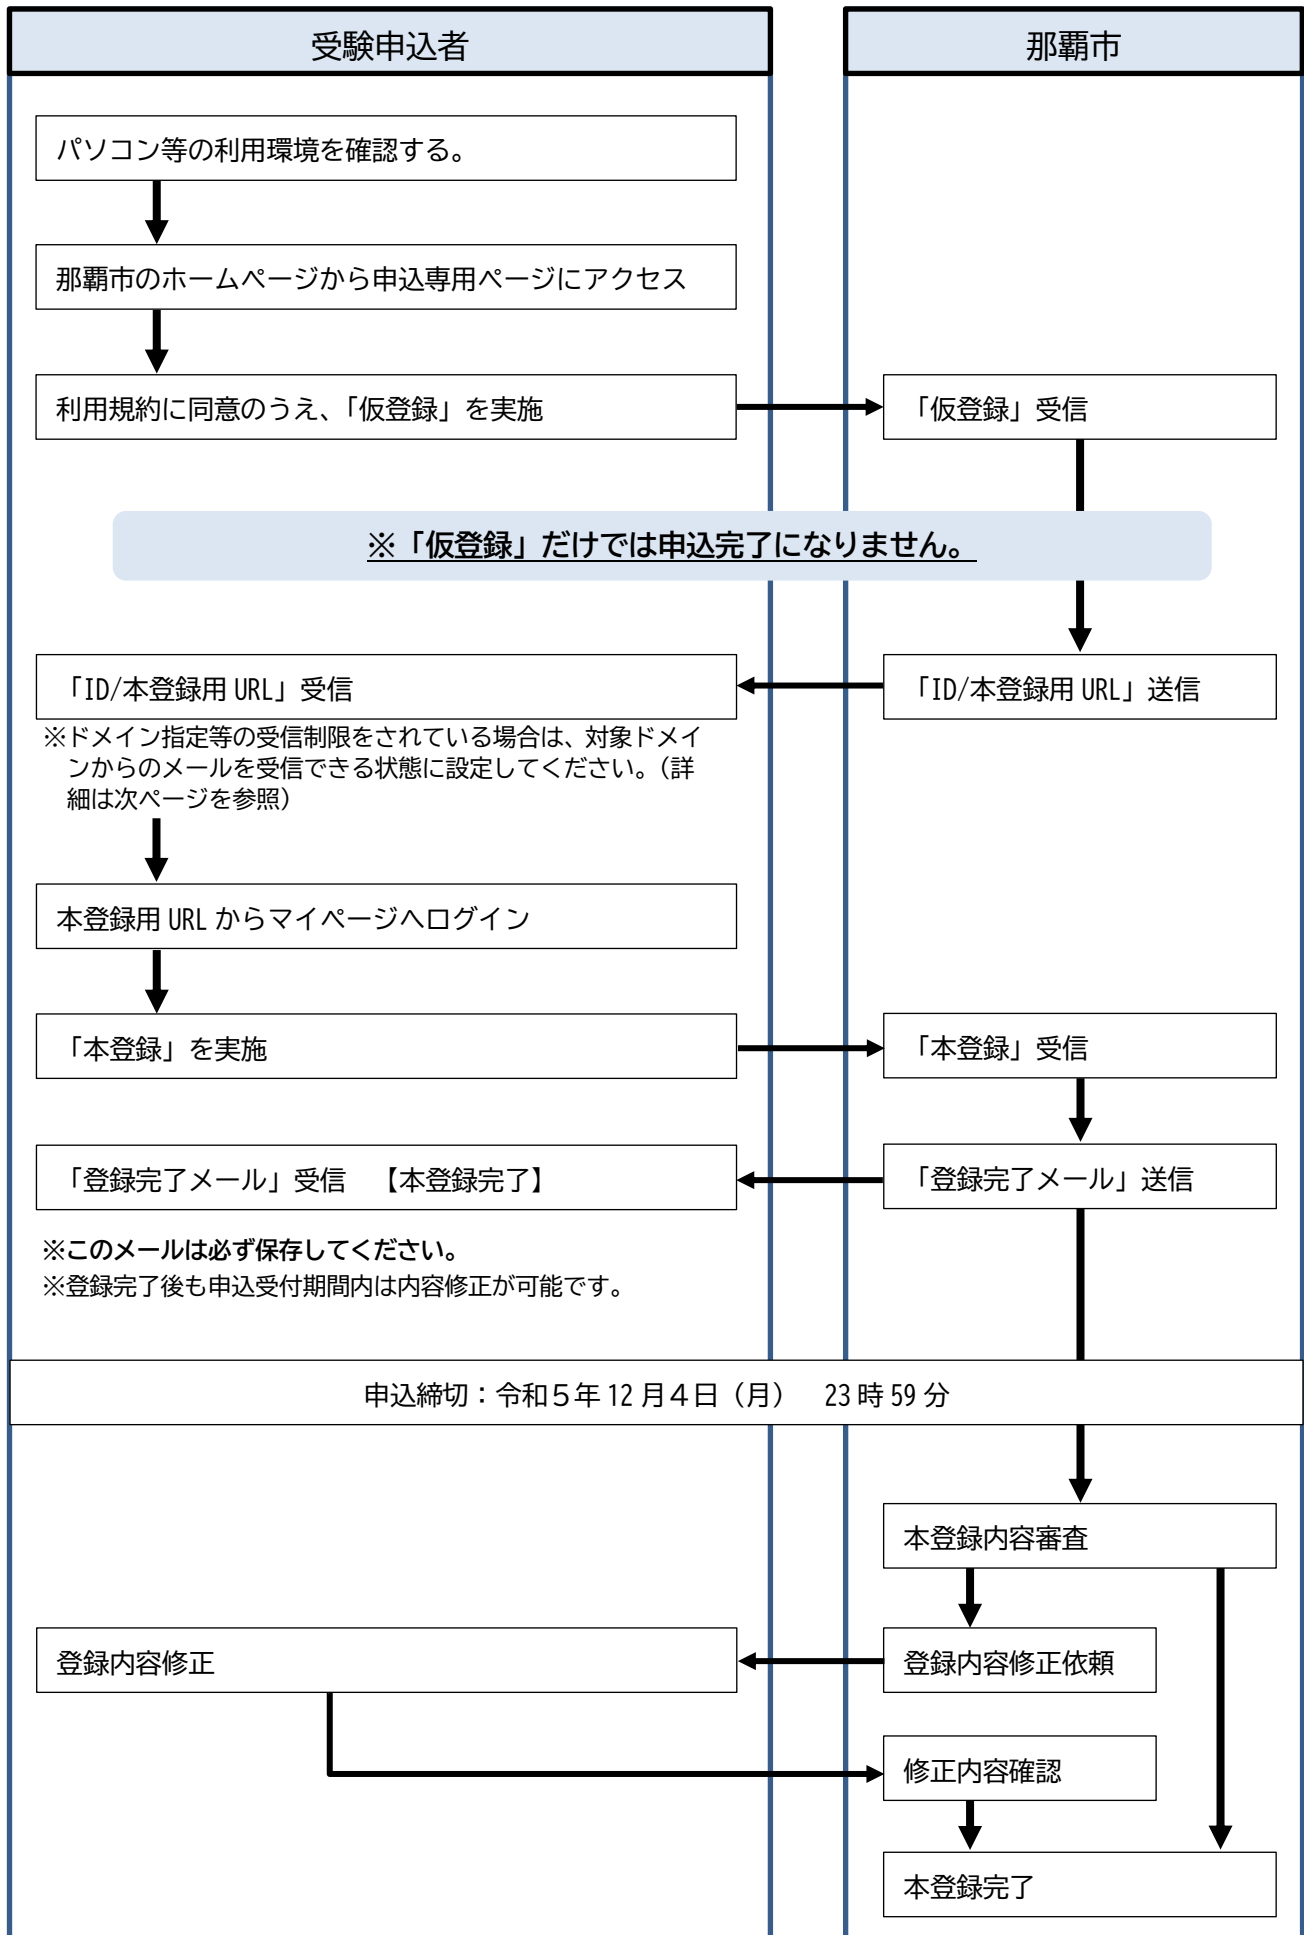 受験申込者
那覇市
パソコン等の利用環境を確認する。
那覇市のホームページから申込専用ページにアクセス
利用規約に同意のうえ、「仮登録」を実施
「仮登録」受信
※「仮登録」だけでは申込完了になりません。
「ID/本登録用 URL」受信
「ID/本登録用 URL」送信
※ドメイン指定等の受信制限をされている場合は、対象ドメイ
ンからのメールを受信できる状態に設定してください。（詳
細は次ページを参照）
本登録用 URL からマイページへログイン
「本登録」を実施
「本登録」受信
「登録完了メール」受信　【本登録完了】
「登録完了メール」送信
※このメールは必ず保存してください。
※登録完了後も申込受付期間内は内容修正が可能です。
申込締切：令和５年 12 月４日（月）　23 時 59 分
本登録内容審査
登録内容修正
登録内容修正依頼
修正内容確認
本登録完了